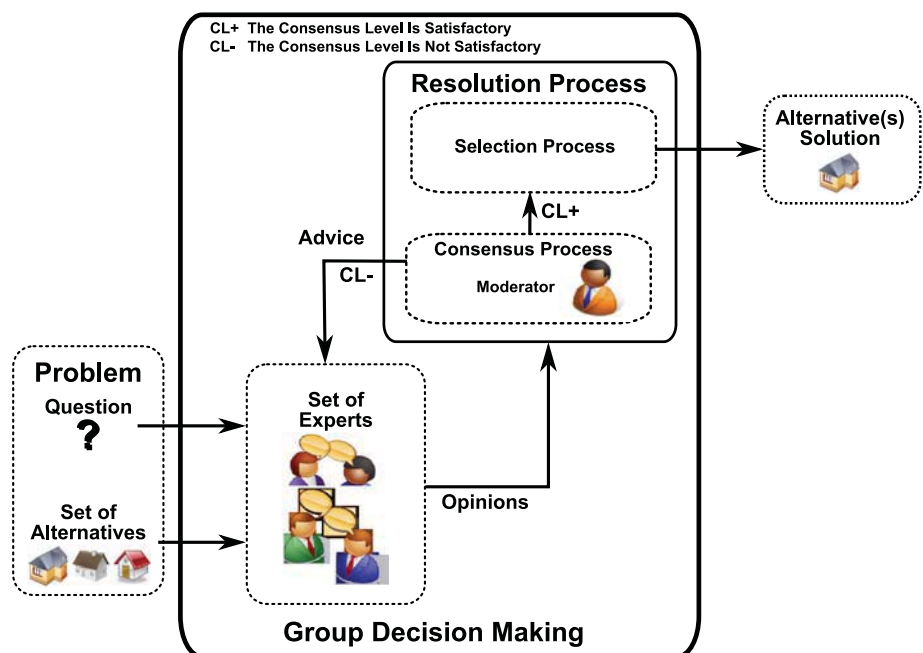 CL+ The Consensus Level Is Satisfactory
CL- The Consensus Level Is Not Satisfactory
Resolution Process
Selection Process
Alternative(s)
Solution
CL+
Advice
CL-
Consensus Process
Moderator
Problem
Question
?
Set of
Alternatives
Set of
Experts
Opinions
Group Decision Making